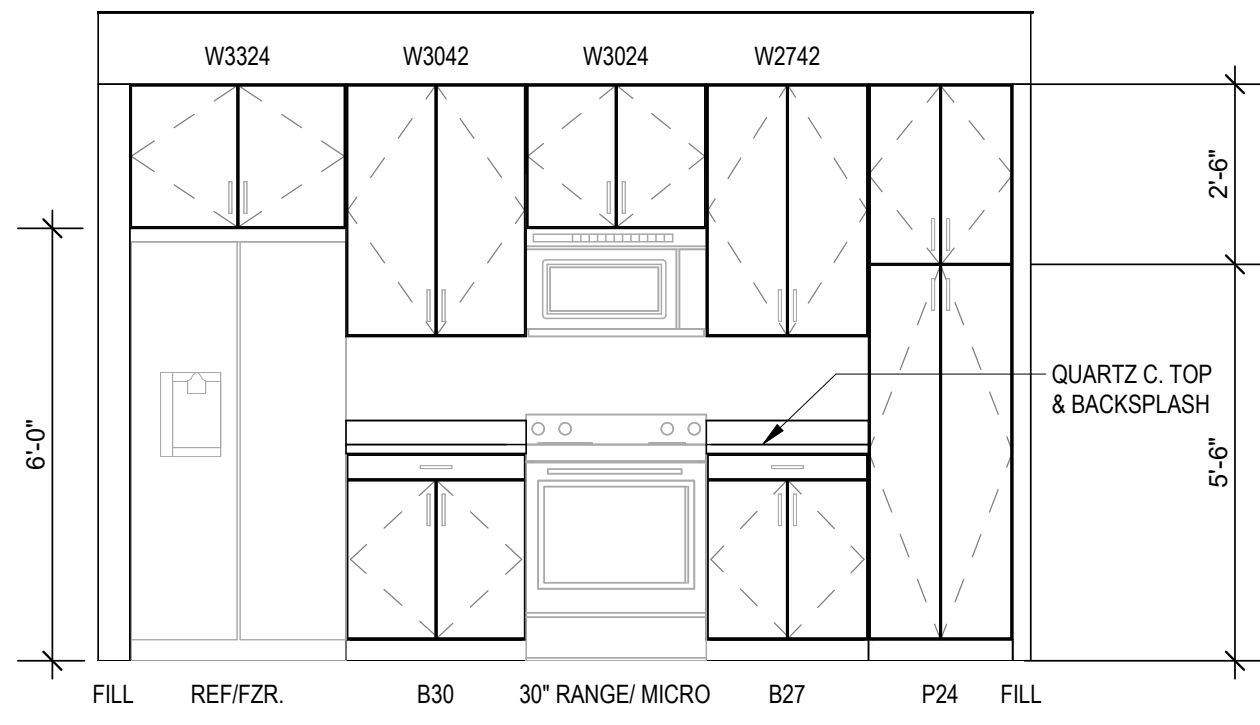 W3324
W3042
W3024
W2742
2'-6"
QUARTZ C. TOP
& BACKSPLASH
6'-0"
5'-6"
FILL
REF/FZR.
B30
30" RANGE/ MICRO
B27
P24
FILL